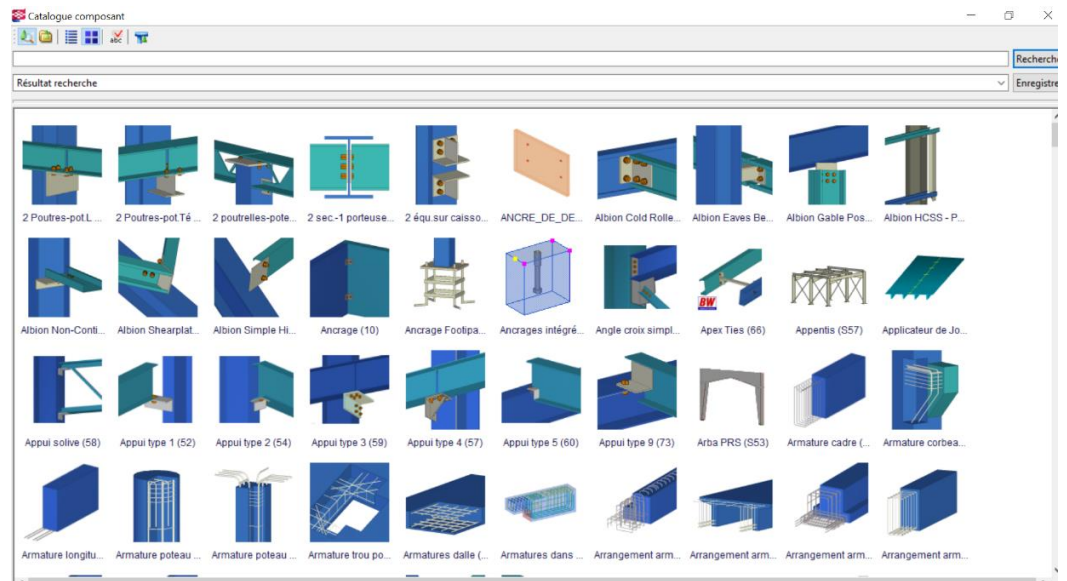 Catalogue composant
abc
Recherche
Résultat recherche
Enregistre
2 Poutres-pot.L ...
2 Poutres-pot.Té ...
2 poutrelles-pote...
2 sec.-1 porteuse...
2 équ.sur caisso...
ANCRE_DE_DE...
Albion Cold Rolle...
Albion Eaves Be...
Albion Gable Pos...
Albion HCSS - P...
Albion Non-Conti...
Albion Shearplat...
Albion Simple Hi...
Ancrage (10)
Ancrage Footipa...
Ancrages intégré...
Angle croix simpl...
BW
Apex Ties (66)
Appentis (S57)
Applicateur de Jo...
Appui solive (58)
Appui type 1 (52)
Appui type 2 (54)
Appui type 3 (59)
Appui type 4 (57)
Appui type 5 (60)
Appui type 9 (73)
Arba PRS (S53)
Armature cadre (...
Armature corbea...
Armature longitu...
Armature poteau ...
Armature poteau ...
Armature trou po...
Armatures dalle (...
Armatures dans ...
Arrangement arm...
Arrangement arm...
Arrangement arm...
Arrangement arm...